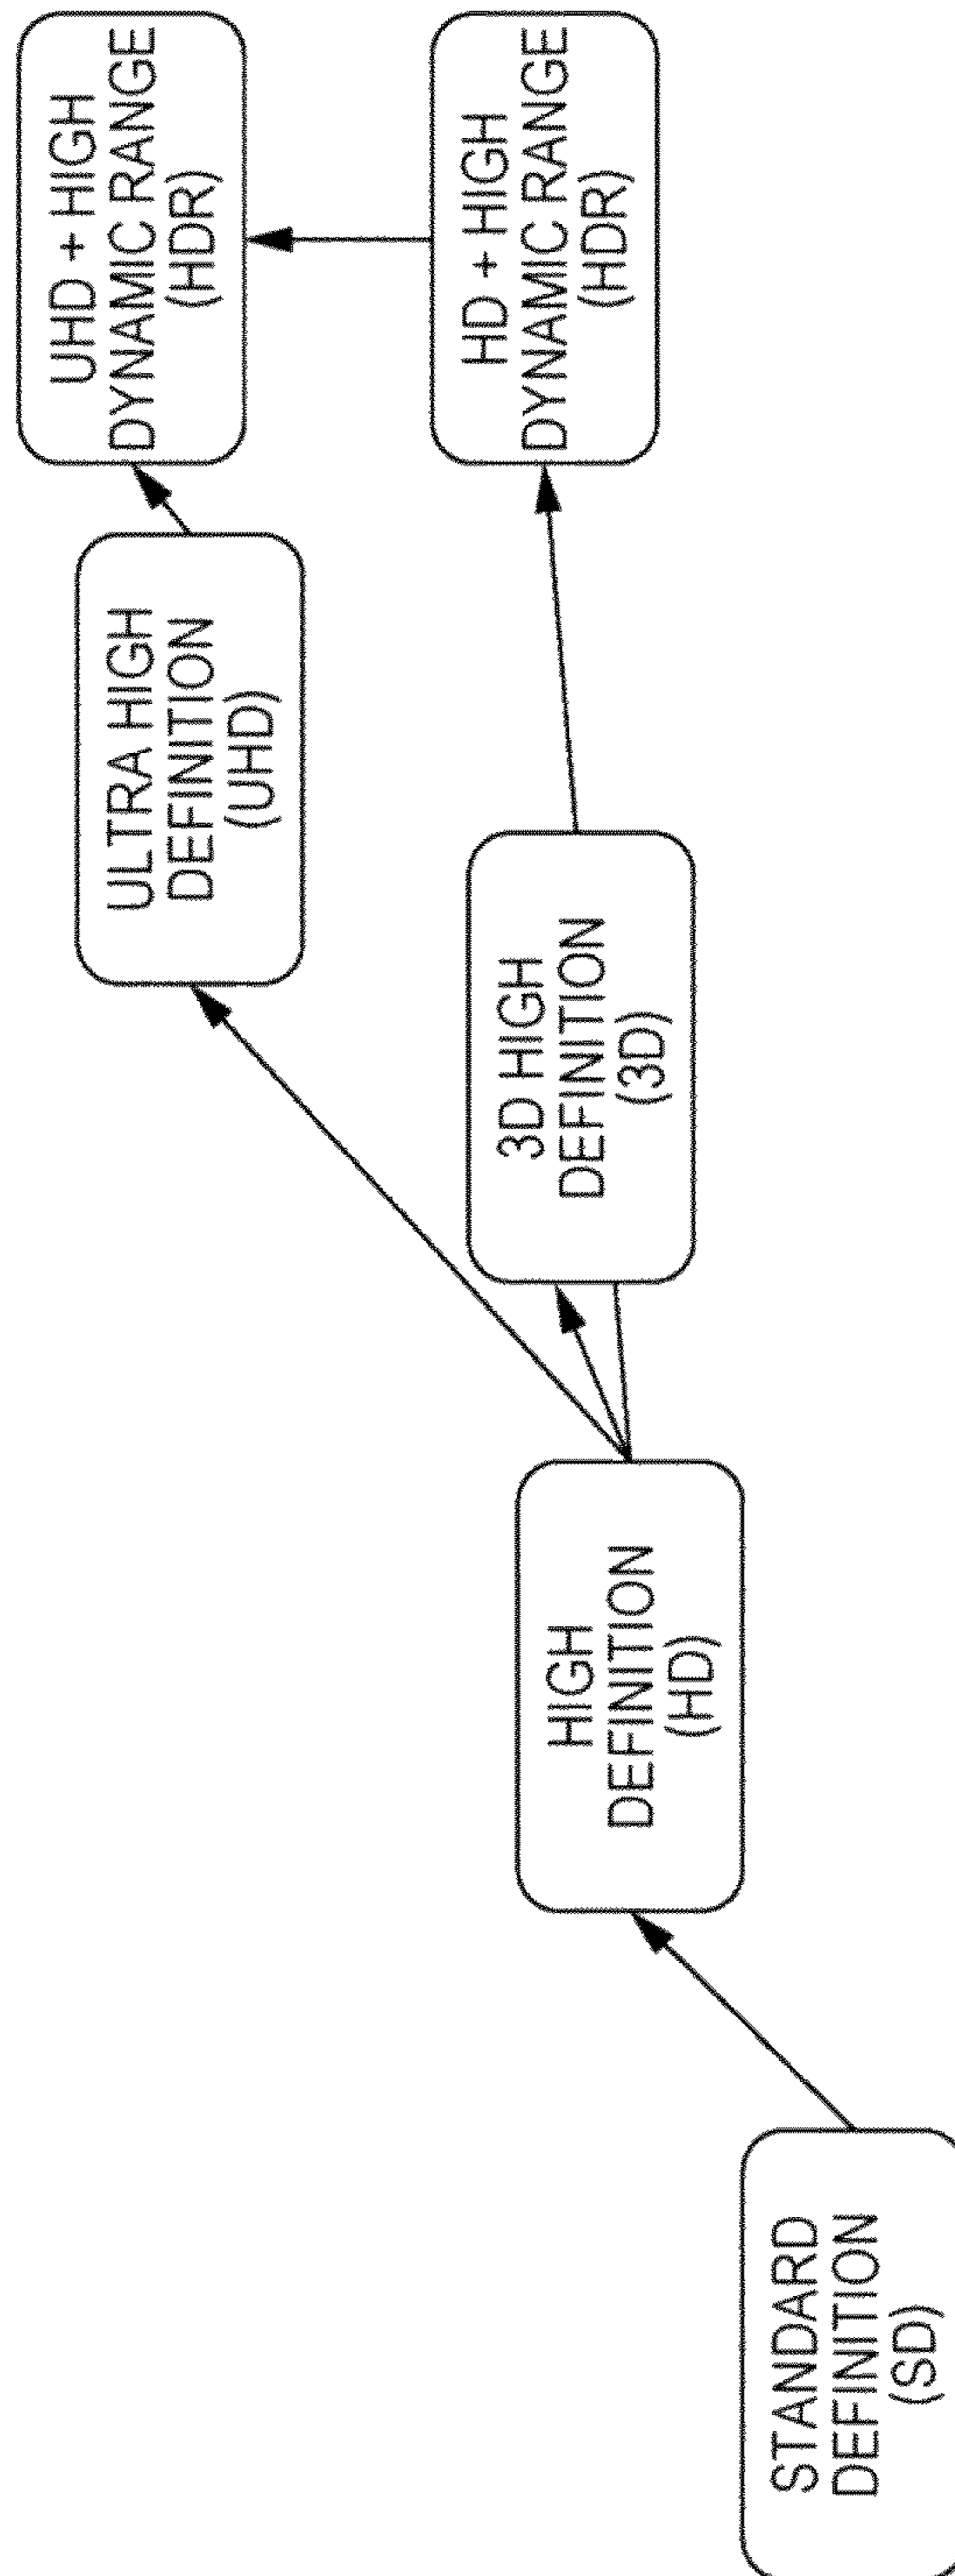 STANDARD
DEFINITION
(SD)
HIGH
DEFINITION
(HD)
3D HIGH
DEFINITION
(3D)
ULTRA HIGH
DEFINITION
(UHD)
UHD + HIGH
DYNAMIC RANGE
(HDR)
HD + HIGH
DYNAMIC RANGE
(HDR)